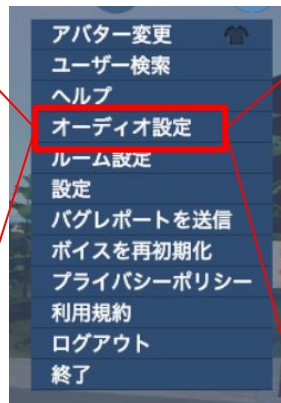 アバター変更
ユーザー検索
ヘルプ
オーディオ設定
ルーム設定
設定
バグレポートを送信
ボイスを再初期化
プライバシーポリシー
利用規約
ログアウト
終了